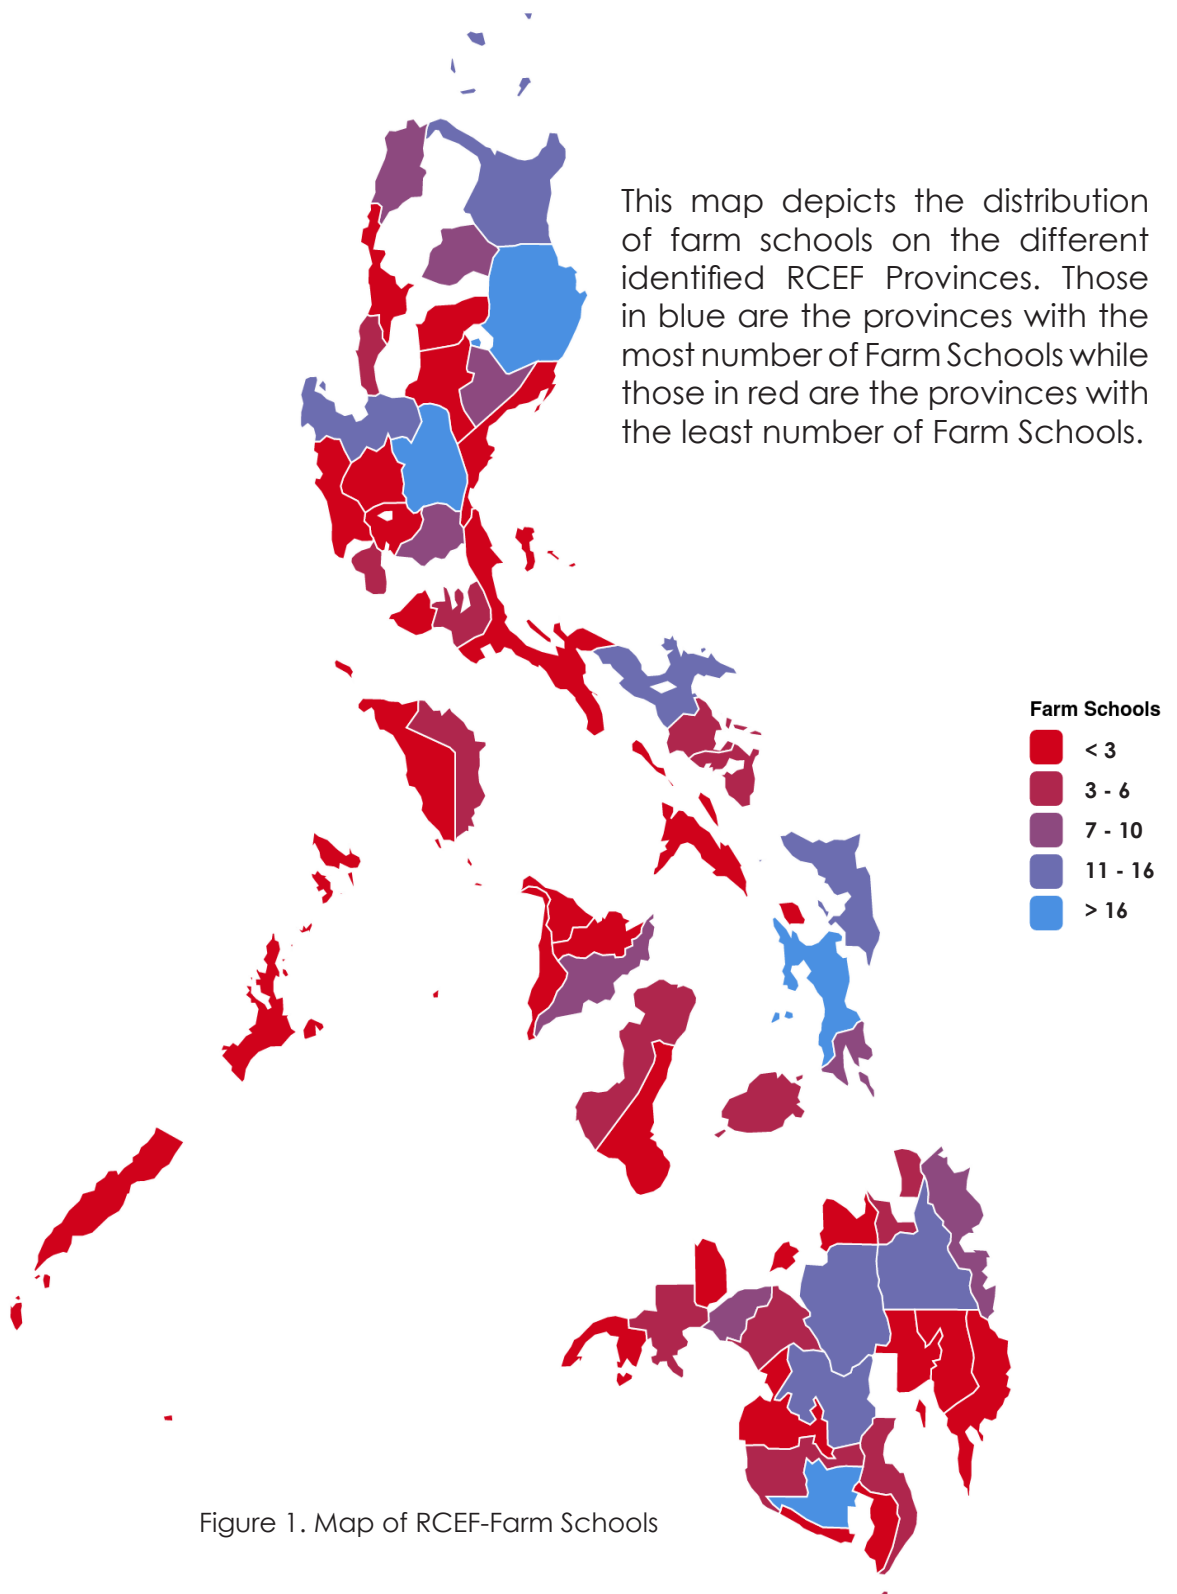 This map depicts the distribution
of farm schools on the different
identified RCEF Provinces. Those
in blue are the provinces with the
most number of Farm Schools while
those in red are the provinces with
the least number of Farm Schools.
Farm Schools
< 3
3 - 6
7 - 10
11 - 16
> 16
Figure 1. Map of RCEF-Farm Schools